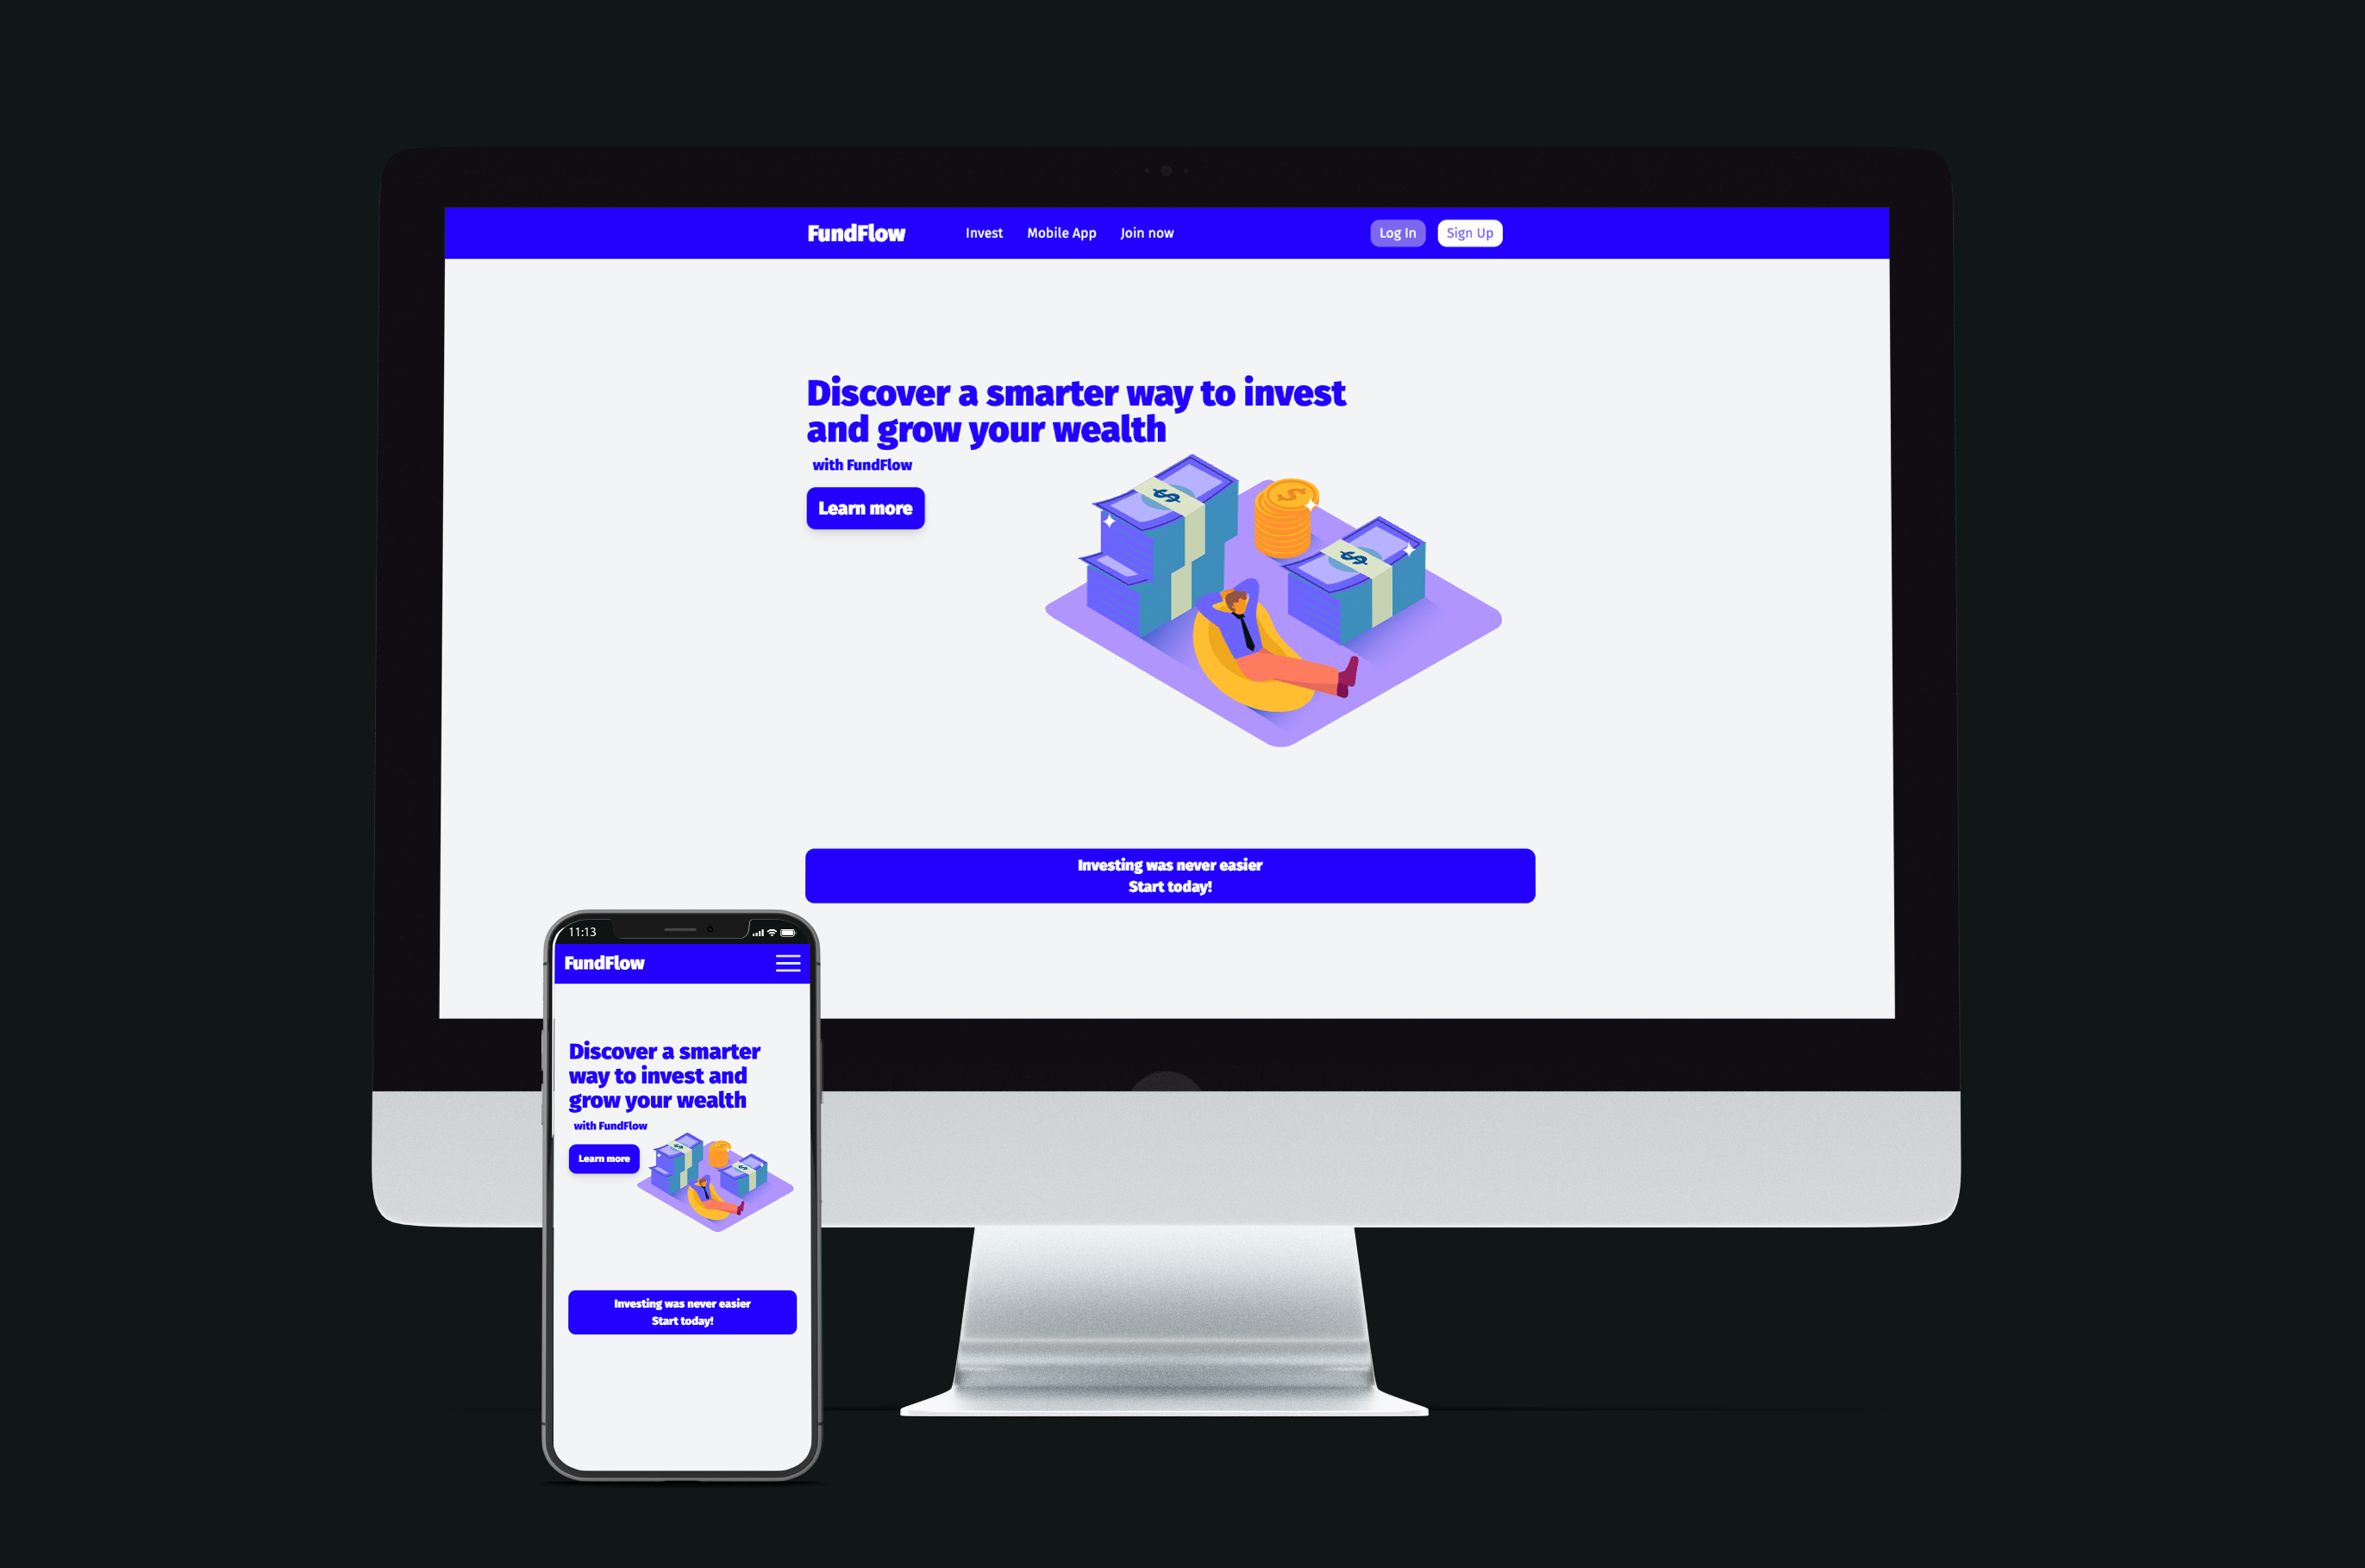 FundFlow
Invest
Mobile App
Join now
Log In
Sign Up
Discover a smarter way to invest
and grow your wealth
with FundFlow
Learn more
$
$
$
Investing was never easier
Start today!
11:13
FundFlow
Discover a smarter
way to invest and
grow your wealth
with FundFlow
Learn more
$
$
Investing was never easier
Start today!